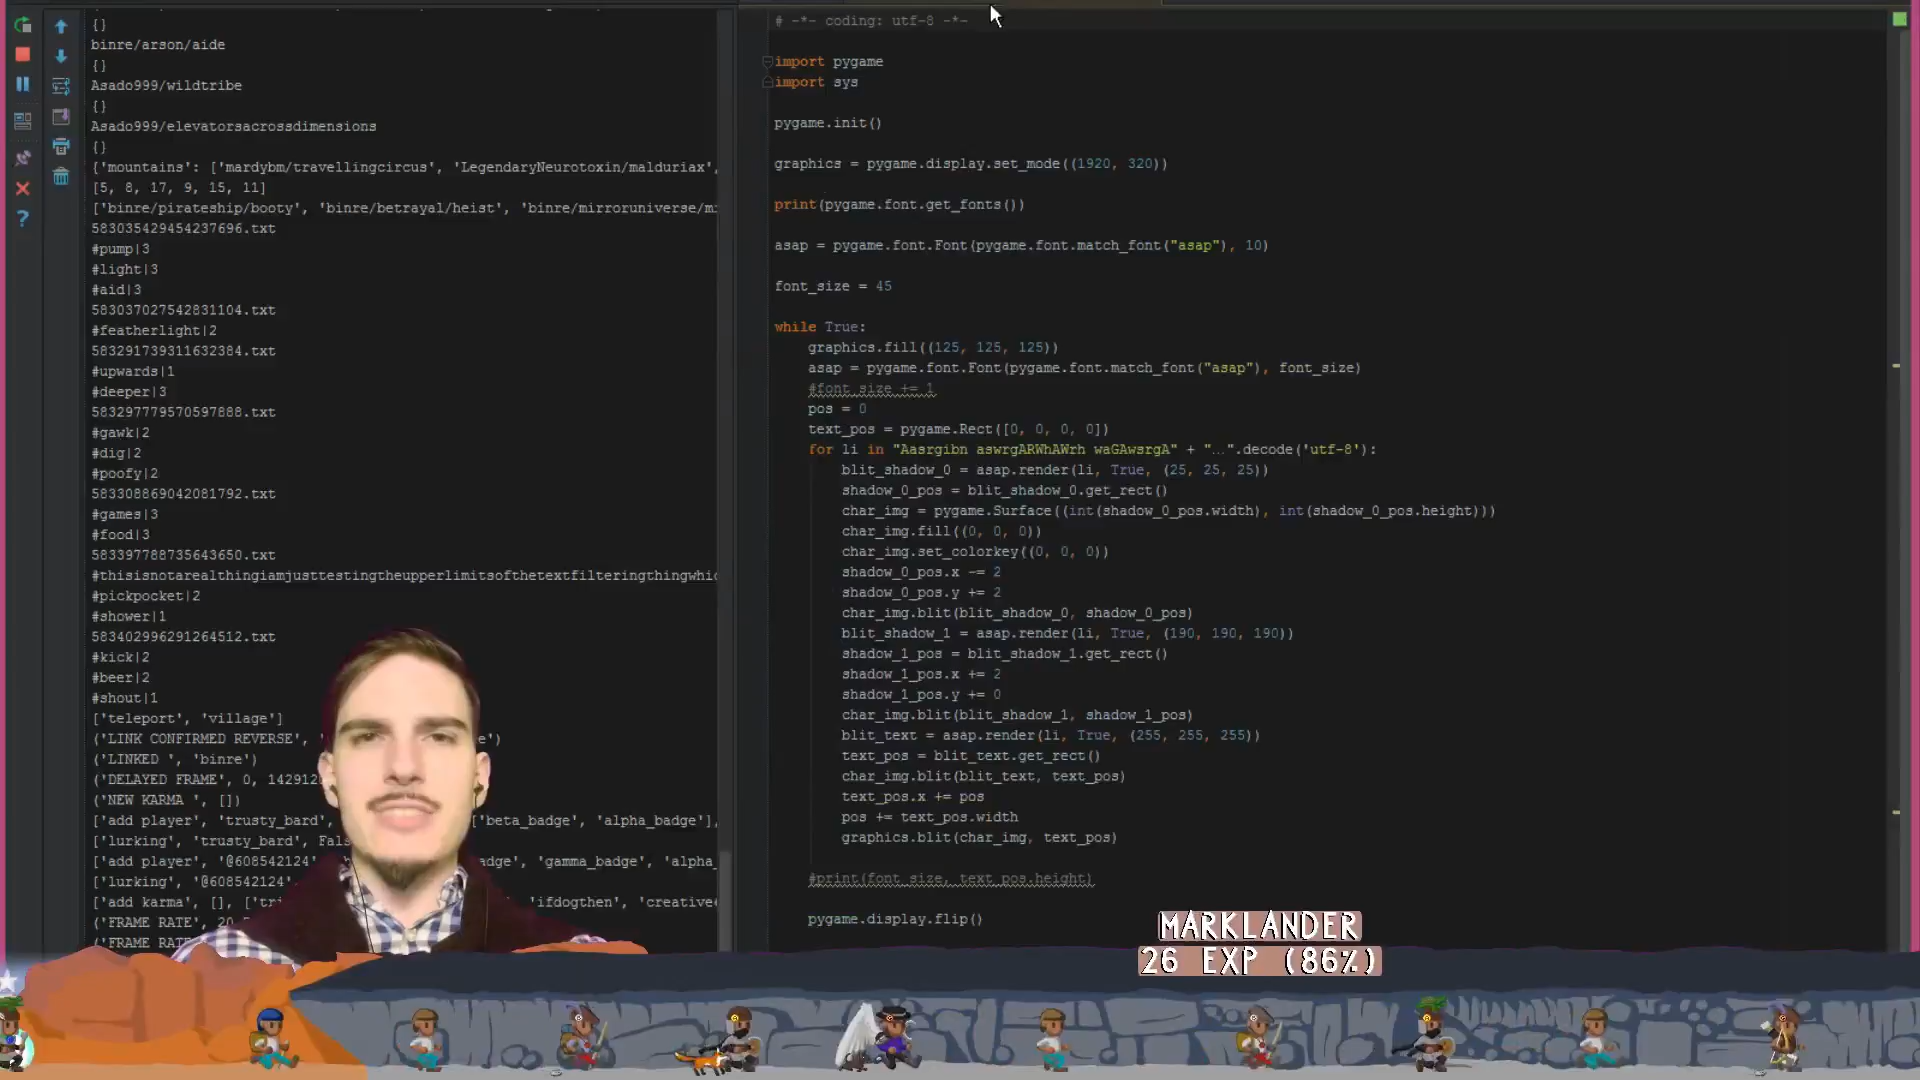 {}
binre/arson/aide
{}
Asado999/wildtribe
{}
Asado999/elevatorsacrossdimensions
{}
{'mountains': ['mardybm/travellingcircus', 'LegendaryNeurotoxin/malduriax',
[5, 8, 17, 9, 15, 11]
['binre/pirateship/booty', 'binre/betrayal/heist', 'binre/mirroruniverse/m
583035429454237696.txt
#pump|3
#light|3
#aid|3
583037027542831104.txt
#featherlight|2
583291739311632384.txt
#upwards|1
#deeper|3
583297779570597888.txt
#gawk|2
#dig|2
#poofy|2
583308869042081792.txt
#games|3
#food|3
583397788735643650.txt
#thisisnotarealthingiamjusttestingtheupperlimitsofthetextfilteringthingwhic
#pickpocket|2
#shower|1
583402996291264512.txt
#kick|2
#beer|2
#shout|1
['teleport', 'village']
('LINK CONFIRMED REVERSE', ' e')
('LINKED ', 'binre')
('DELAYED FRAME', 0, 142912
('NEW KARMA ', [])
['add player', 'trusty_bard', ['beta_badge', 'alpha_badge'],
['lurking', 'trusty_bard', Fals
['add player', '@608542124' adge', 'gamma_badge', 'alpha_
['lurking', '@608542124'
['add karma', [], ['tri , 'ifdogthen', 'creative
('FRAME RATE', 20.
('FRAME RATE
# -*- coding: utf-8 -*-
import pygame
import sys
pygame.init()
graphics = pygame.display.set_mode((1920, 320))
print(pygame.font.get_fonts())
asap = pygame.font.Font(pygame.font.match_font("asap"), 10)
font_size = 45
while True:
graphics.fill((125, 125, 125))
asap = pygame.font.Font(pygame.font.match_font("asap"), font_size)
#font_size += 1
pos = 0
text_pos = pygame.Rect([0, 0, 0, 0])
for li in "Aasrgibn aswrgARWhAWrh waGAwsrgA" + "…".decode('utf-8'):
blit_shadow_0 = asap.render(li, True, (25, 25, 25))
shadow_0_pos = blit_shadow_0.get_rect()
char_img = pygame.Surface((int(shadow_0_pos.width), int(shadow_0_pos.height)))
char_img.fill((0, 0, 0))
char_img.set_colorkey((0, 0, 0))
shadow_0_pos.x -= 2
shadow_0_pos.y += 2
char_img.blit(blit_shadow_0, shadow_0_pos)
blit_shadow_1 = asap.render(li, True, (190, 190, 190))
shadow_1_pos = blit_shadow_1.get_rect()
shadow_1_pos.x += 2
shadow_1_pos.y += 0
char_img.blit(blit_shadow_1, shadow_1_pos)
blit_text = asap.render(li, True, (255, 255, 255))
text_pos = blit_text.get_rect()
char_img.blit(blit_text, text_pos)
text_pos.x += pos
pos += text_pos.width
graphics.blit(char_img, text_pos)
#print(font_size, text_pos.height)
pygame.display.flip()
MARKLANDER
26 EXP (86%)